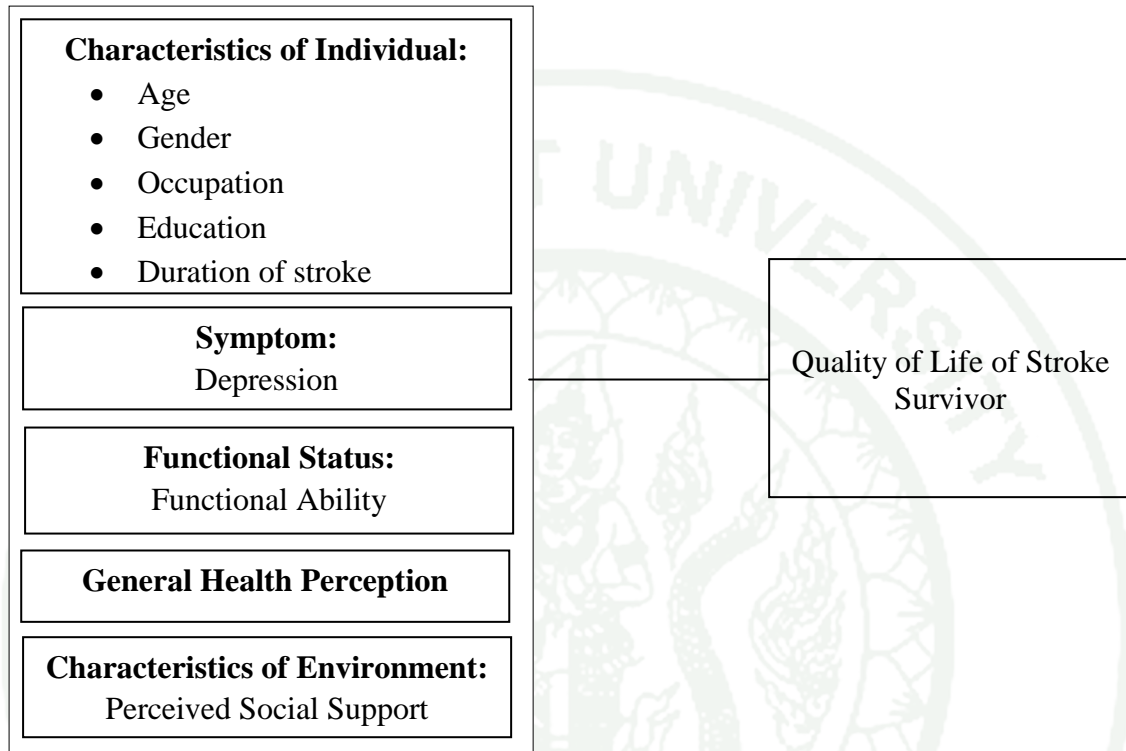 Characteristics of Individual:
• Age
• Gender
• Occupation
• Education
• Duration of stroke
Symptom:
Depression
Functional Status:
Functional Ability
General Health Perception
Characteristics of Environment:
Perceived Social Support
Quality of Life of Stroke
Survivor
UNIVERSITY